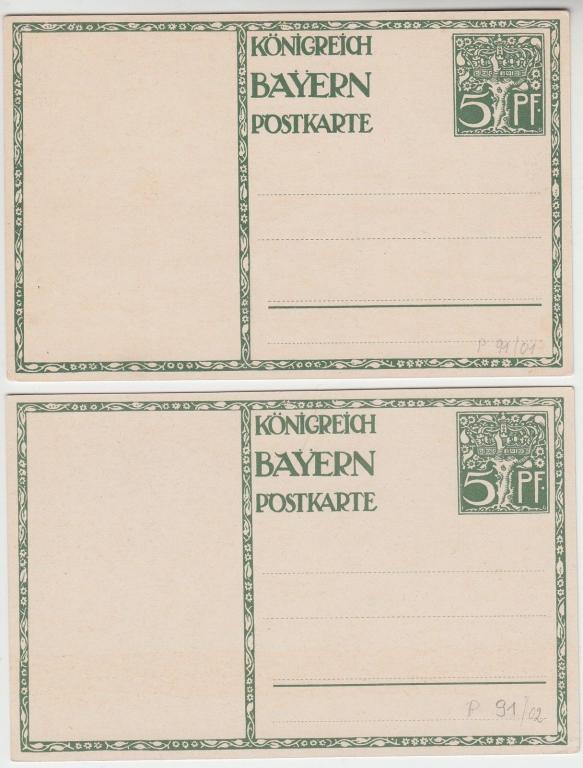 KÖNIGREICH
BAYERN
POSTKARTE
5 PF.
P 91/01
KÖNIGREICH
BAYERN
POSTKARTE
5 PF.
P 91/02